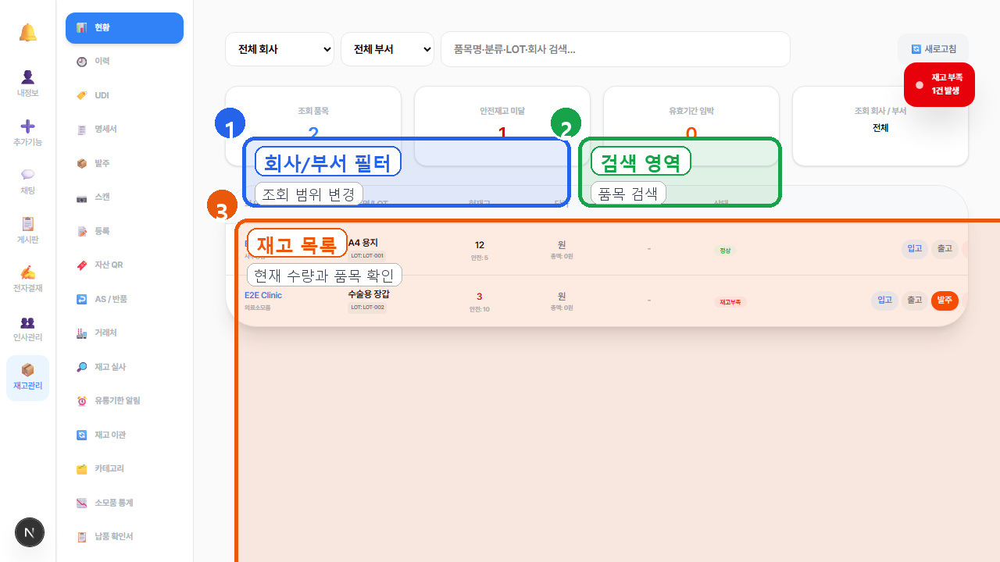 내정보
추가기능
채팅
게시판
전자결재
인사관리
재고관리
N
현황
이력
UDI
명세서
발주
스캔
등록
자산 QR
AS / 반품
거래처
재고 실사
유통기한 알림
재고 이관
카테고리
소모품 통계
납품 확인서
전체 회사
전체 부서
품목명·분류·LOT·회사 검색...
새로고침
재고 부족
1건 발생
조회 품목
2
안전재고 미달
1
유효기간 임박
0
조회 회사 / 부서
전체
1
회사/부서 필터
조회 범위 변경
2
검색 영역
품목 검색
3
재고 목록
현재 수량과 품목 확인
A4 용지
LOT: LOT-001
12
안전: 5
원
총액: 0원
-
정상
입고
출고
E2E Clinic
의료소모품
수술용 장갑
LOT: LOT-002
3
안전: 10
원
총액: 0원
-
재고부족
입고
출고
발주